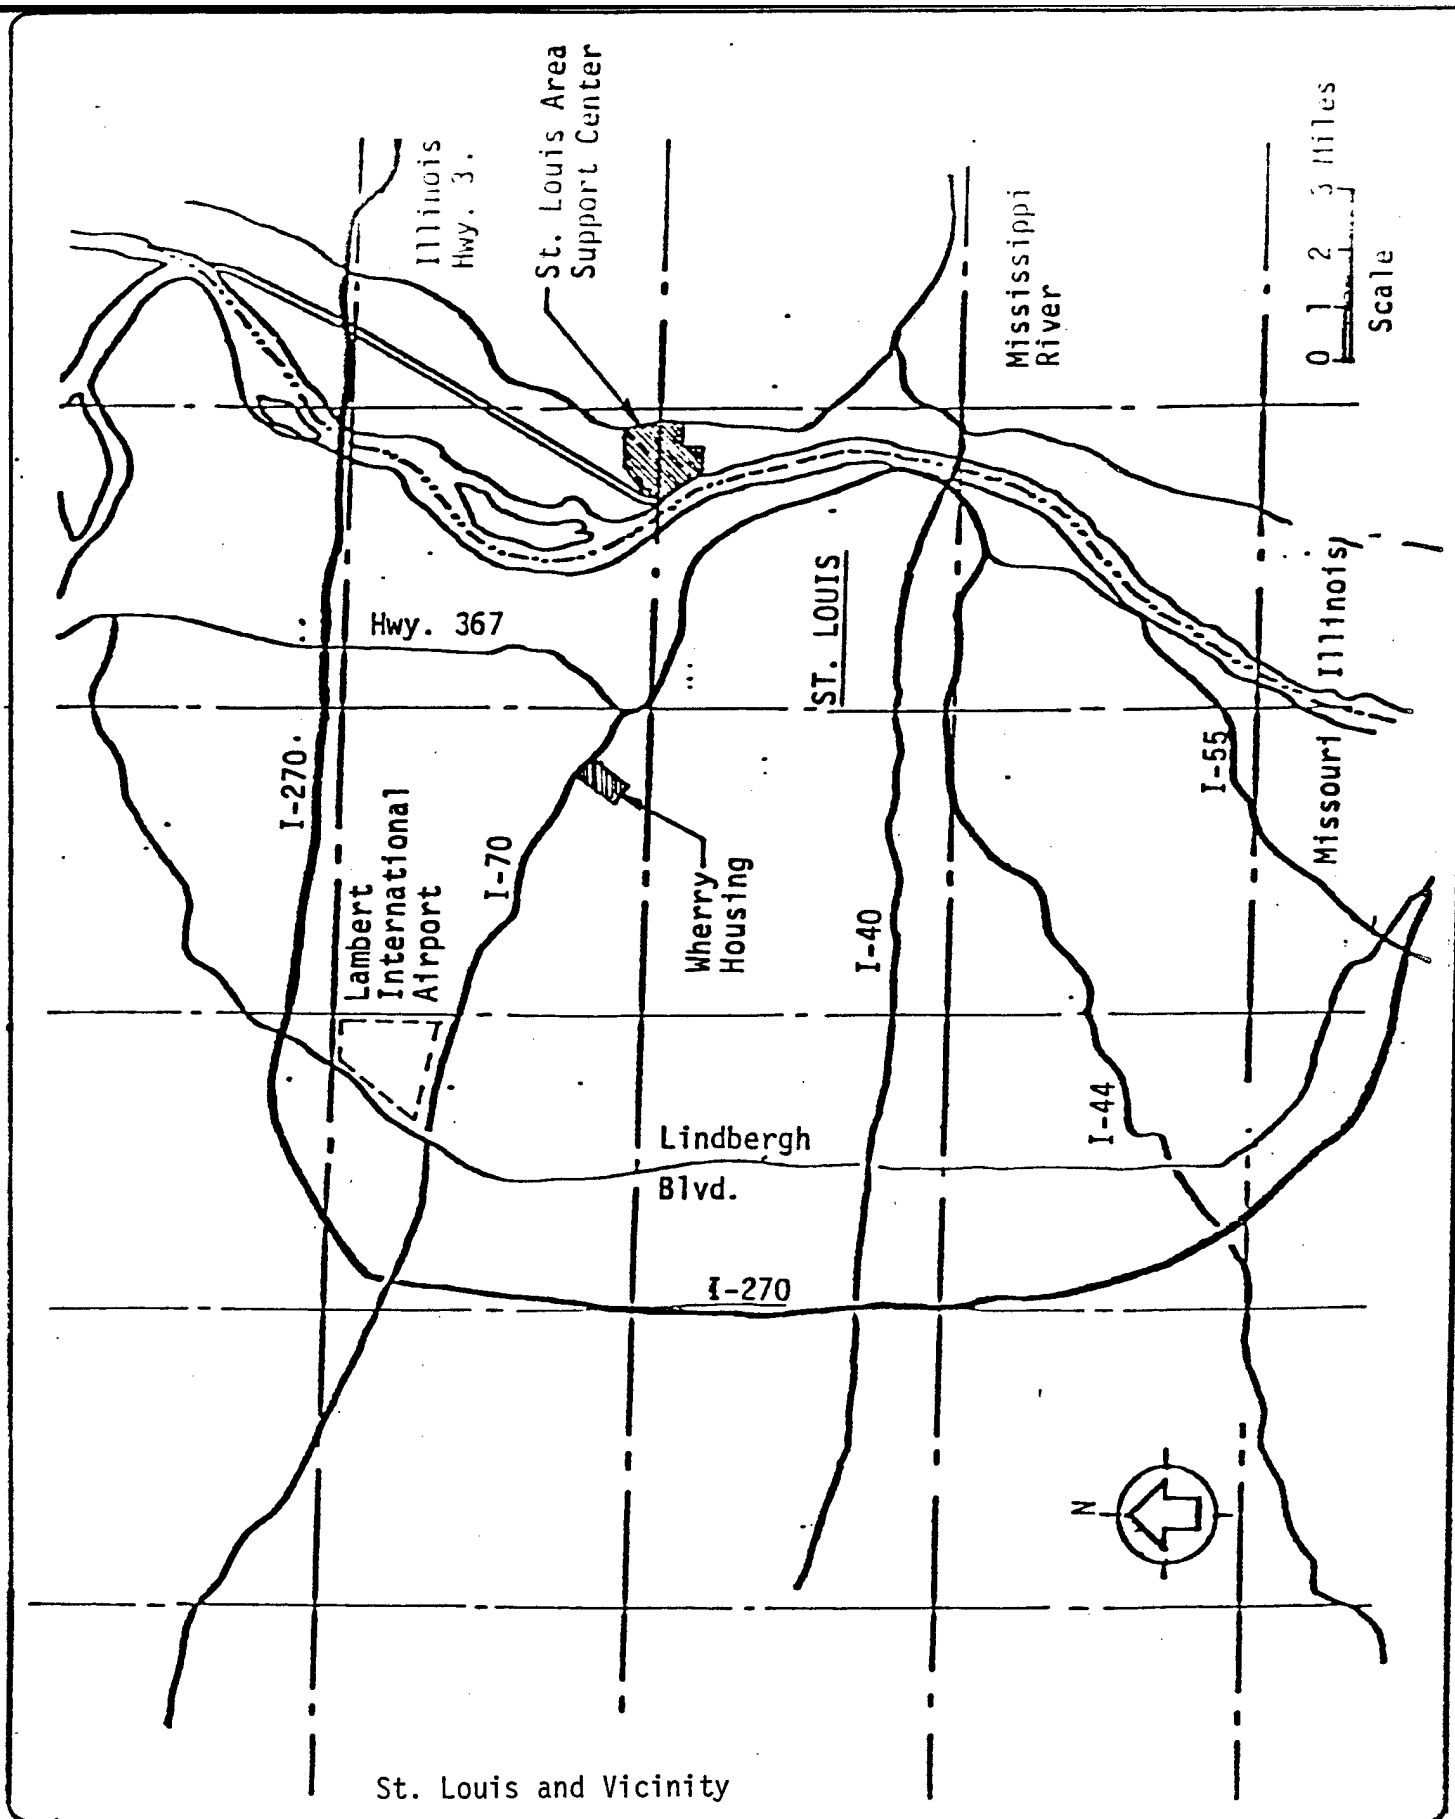 Illinois
Hwy. 3.
St. Louis Area
Support Center
Mississippi
River
0 1 2 3 Miles
Scale
Hwy. 367
ST. LOUIS
I-270
Lambert
International
Airport
I-70
Wherry
Housing
I-40
I-55
Missouri
Illinois
Lindbergh
Blvd.
I-44
I-270
N
St. Louis and Vicinity